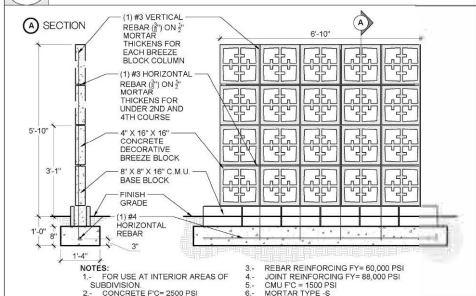 A SECTION
(1) #3 VERTICAL
REBAR (3/8") ON 1/2"
MORTAR
THICKENS FOR
EACH BREEZE
BLOCK COLUMN
(1) #3 HORIZONTAL
REBAR (3/8") ON 1/2"
MORTAR
THICKENS FOR
UNDER 2ND AND
4TH COURSE
4" X 16" X 16"
CONCRETE
DECORATIVE
BREEZE BLOCK
8" X 8" X 16" C.M.U.
BASE BLOCK
FINISH
GRADE
(1) #4
HORIZONTAL
REBAR
5'-10"
3'-1"
1'-0"
8"
3"
1'-4"
6'-10"
A
NOTES:
1.- FOR USE AT INTERIOR AREAS OF
SUBDIVISION.
2.- CONCRETE F'C= 2500 PSI
3.- REBAR REINFORCING FY= 60,000 PSI
4.- JOINT REINFORCING FY= 88,000 PSI
5.- CMU F'C = 1500 PSI
6.- MORTAR TYPE -S